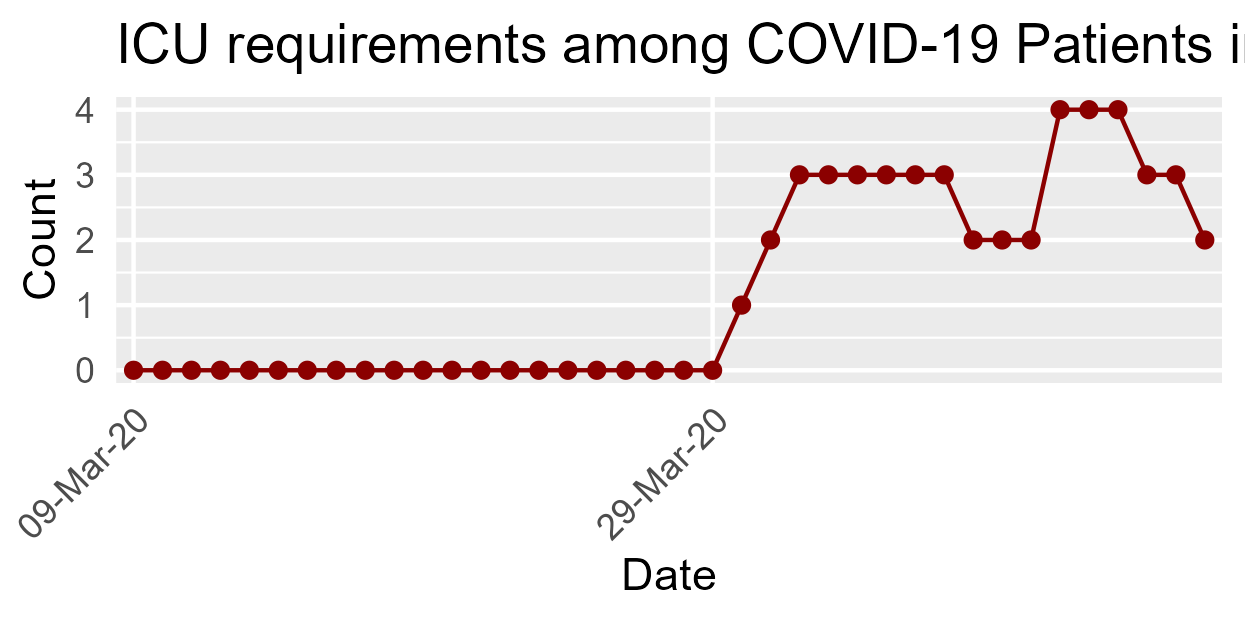 ICU requirements among COVID-19 Patients
Count
4
3
2
1
0
09-Mar-20
29-Mar-20
Date